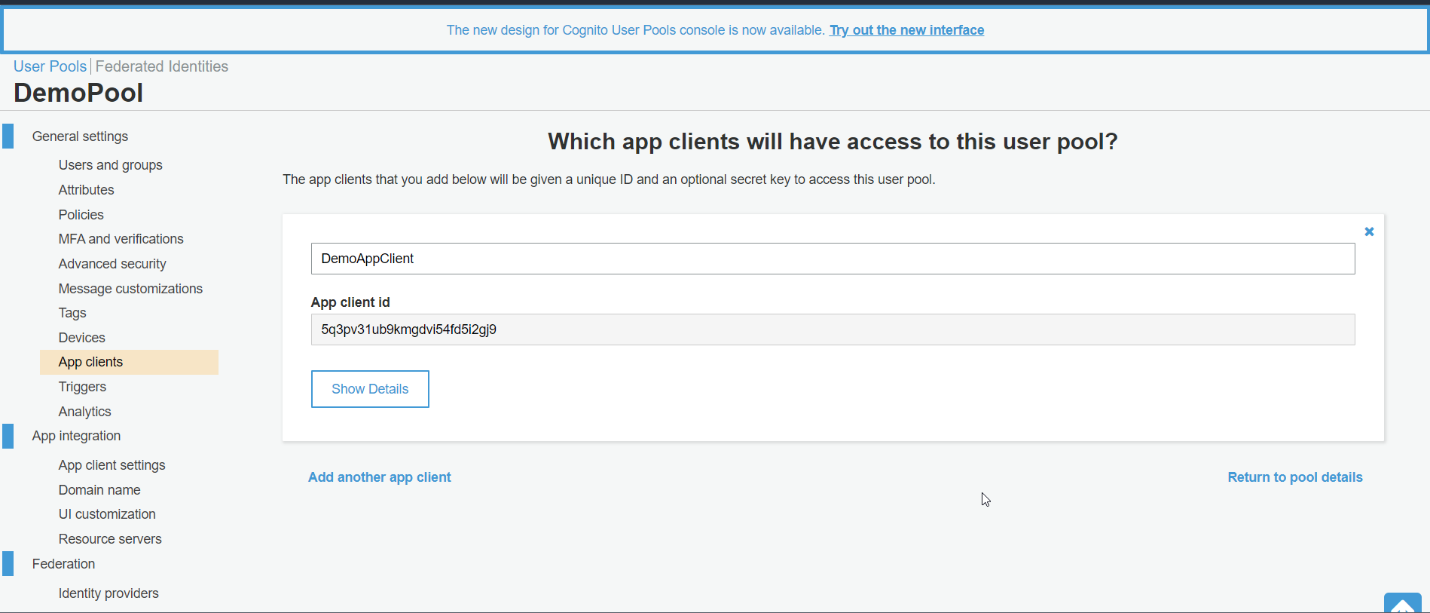 The new design for Cognito User Pools console is now available. Try out the new interface
User Pools | Federated Identities
DemoPool
General settings
Users and groups
Attributes
Policies
MFA and verifications
Advanced security
Message customizations
Tags
Devices
App clients
Triggers
Analytics
App integration
App client settings
Domain name
UI customization
Resource servers
Federation
Identity providers
Which app clients will have access to this user pool?
The app clients that you add below will be given a unique ID and an optional secret key to access this user pool.
DemoAppClient
App client id
5q3pv31ub9kmgdvi54fd5i2gj9
Show Details
Add another app client
Return to pool details